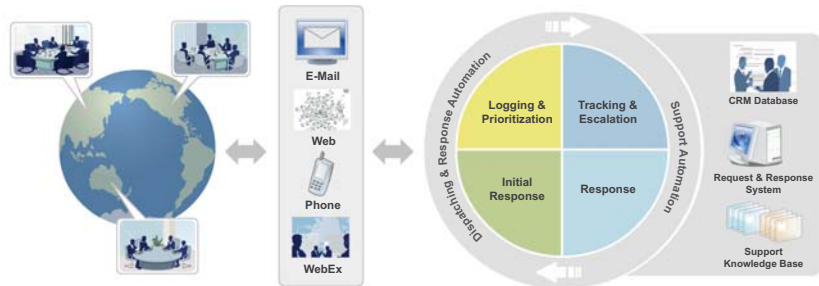 E-Mail
Web
Phone
WebEx
Dispatching & Response Automation
Logging &
Prioritization
Tracking &
Escalation
Initial
Response
Response
Support Automation
CRM Database
Request & Response
System
Support
Knowledge Base